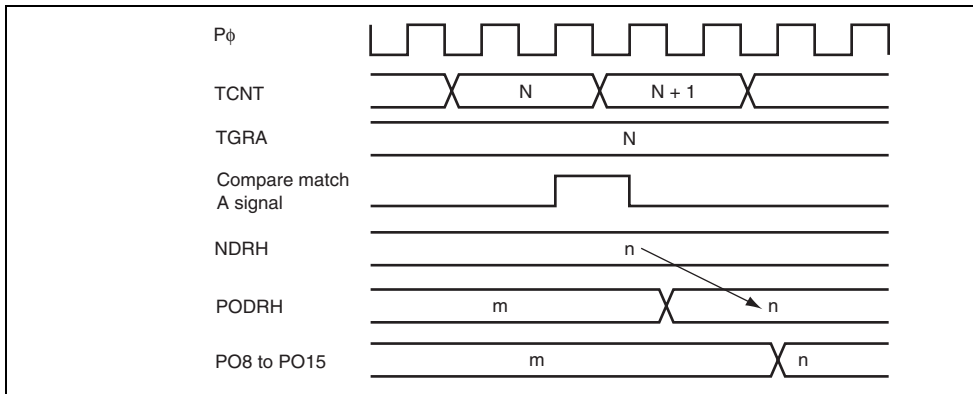 Pφ
TCNT N N + 1
TGRA N
Compare match
A signal
NDRH n
PODRH m n
PO8 to PO15 m n